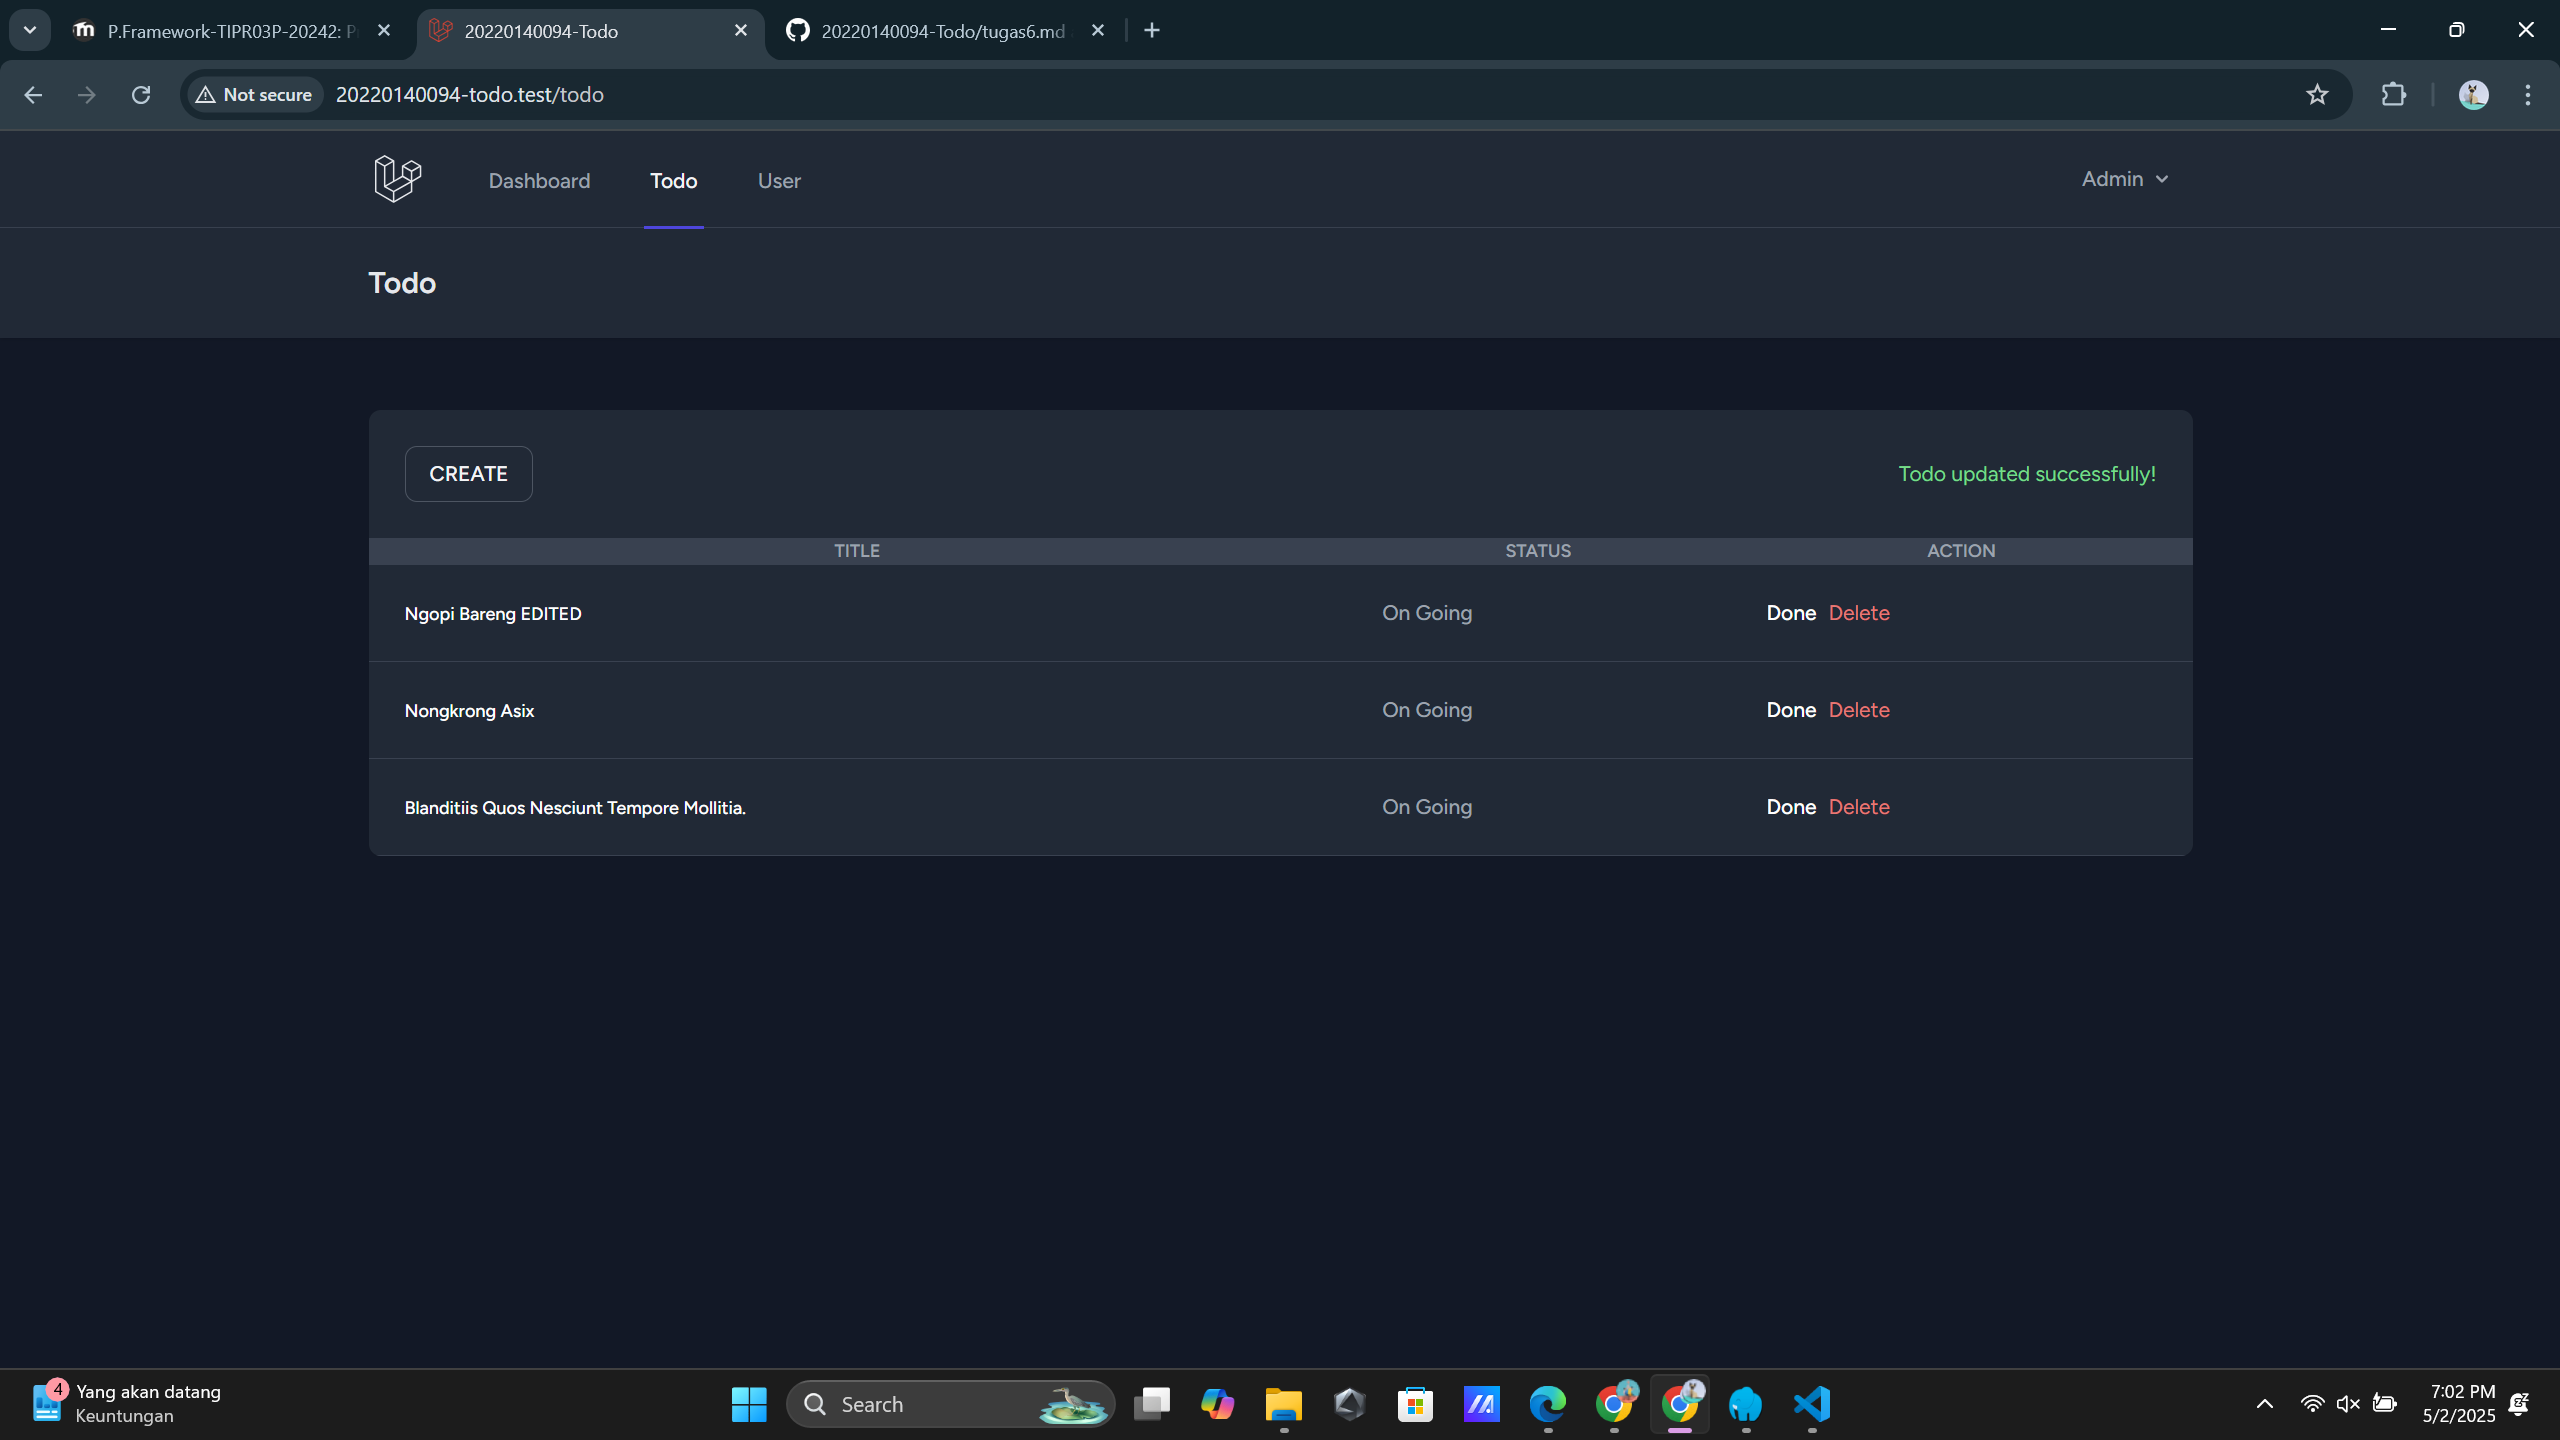 P.Framework-TIPR03P-20242:
20220140094-Todo
20220140094-Todo/tugas6.md
Not secure
20220140094-todo.test/todo
Dashboard
Todo
User
Admin
Todo
CREATE
Todo updated successfully!
TITLE
STATUS
ACTION
Ngopi Bareng EDITED
On Going
Done Delete
Nongkrong Asix
On Going
Done Delete
Blanditiis Quos Nesciunt Tempore Mollitia.
On Going
Done Delete
4
Yang akan datang
Keuntungan
Search
7:02 PM
5/2/2025